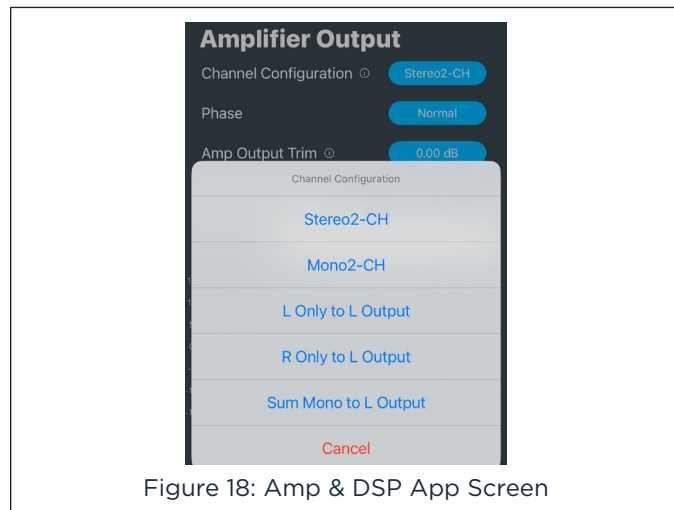 Amplifier Output
Channel Configuration ⓘ Stereo2-CH
Phase Normal
Amp Output Trim ⓘ 0.00 dB
Channel Configuration
Stereo2-CH
Mono2-CH
L Only to L Output
R Only to L Output
Sum Mono to L Output
Cancel
Figure 18: Amp & DSP App Screen